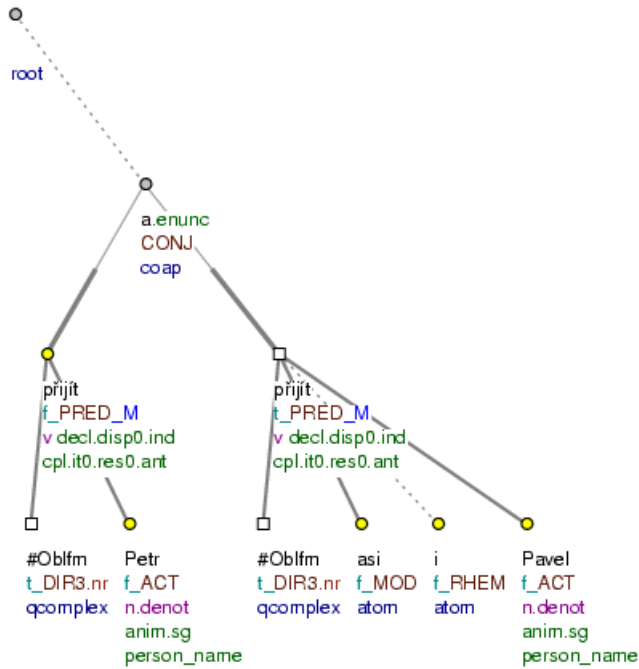 root
a.enunc
CONJ
coap
přijít
f_PRED_M
v decl.disp0.ind
cpl.it0.res0.ant
přijít
t_PRED_M
v decl.disp0.ind
cpl.it0.res0.ant
#Oblfm Petr #Oblfm asi i Pavel
t_DIR3.nr f_ACT t_DIR3.nr f_MOD f_RHEM f_ACT
qcomplex n.denot qcomplex atom atom n.denot
anim.sg anim.sg
person_name person_name